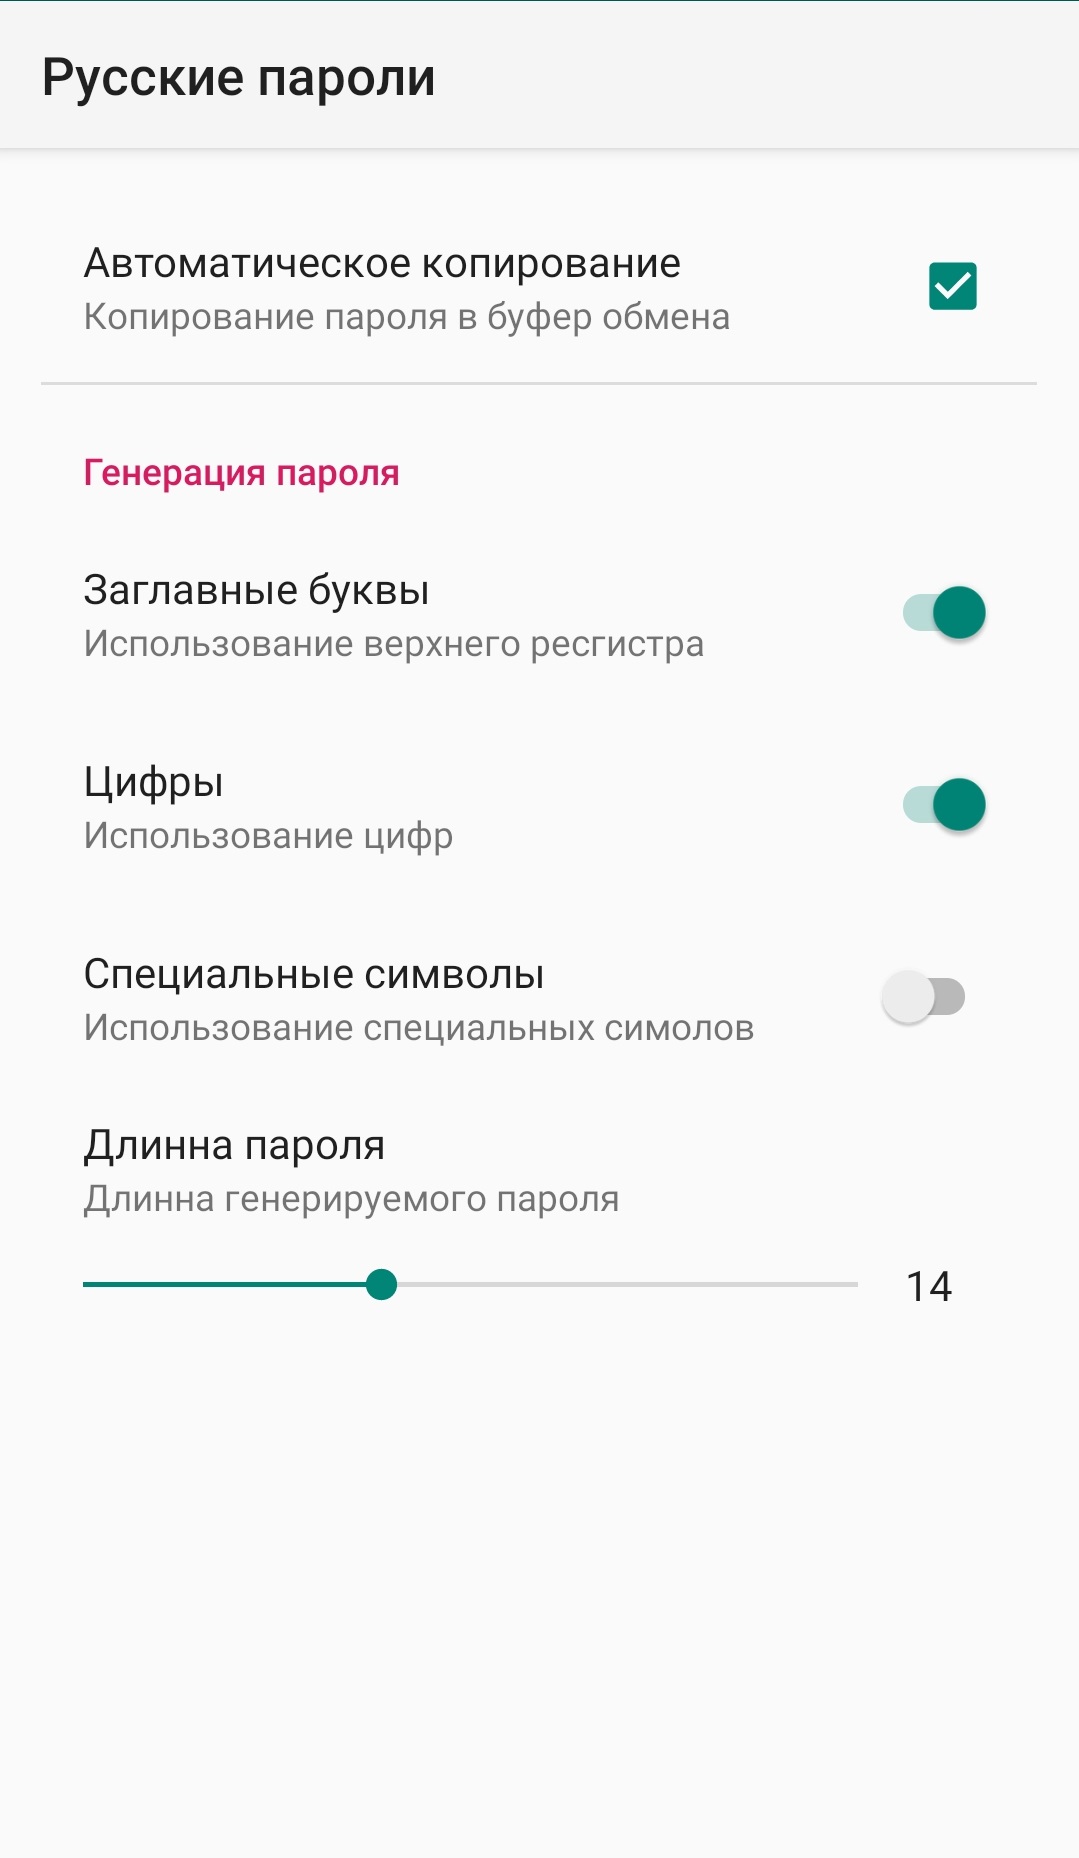 Русские пароли
Автоматическое копирование
Копирование пароля в буфер обмена
Генерация пароля
Заглавные буквы
Использование верхнего ресгистра
Цифры
Использование цифр
Специальные символы
Использование специальных симолов
Длинна пароля
Длинна генерируемого пароля
14